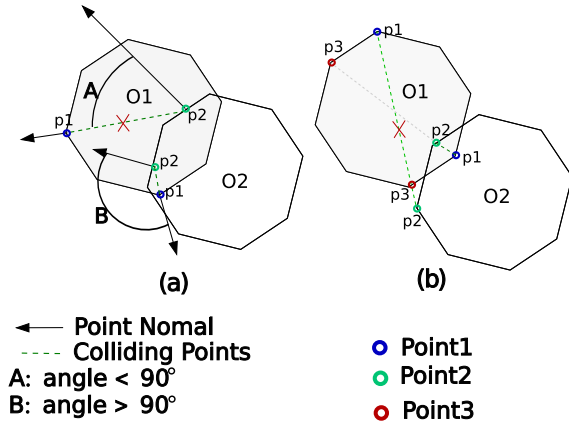 p1
p3
A
O1
O1
p1
p2
p2
p2
p1
p1
p3
O2
B
O2
p2
(a)
(b)
Point Nomal
Colliding Points
A: angle < 90°
B: angle > 90°
Point1
Point2
Point3